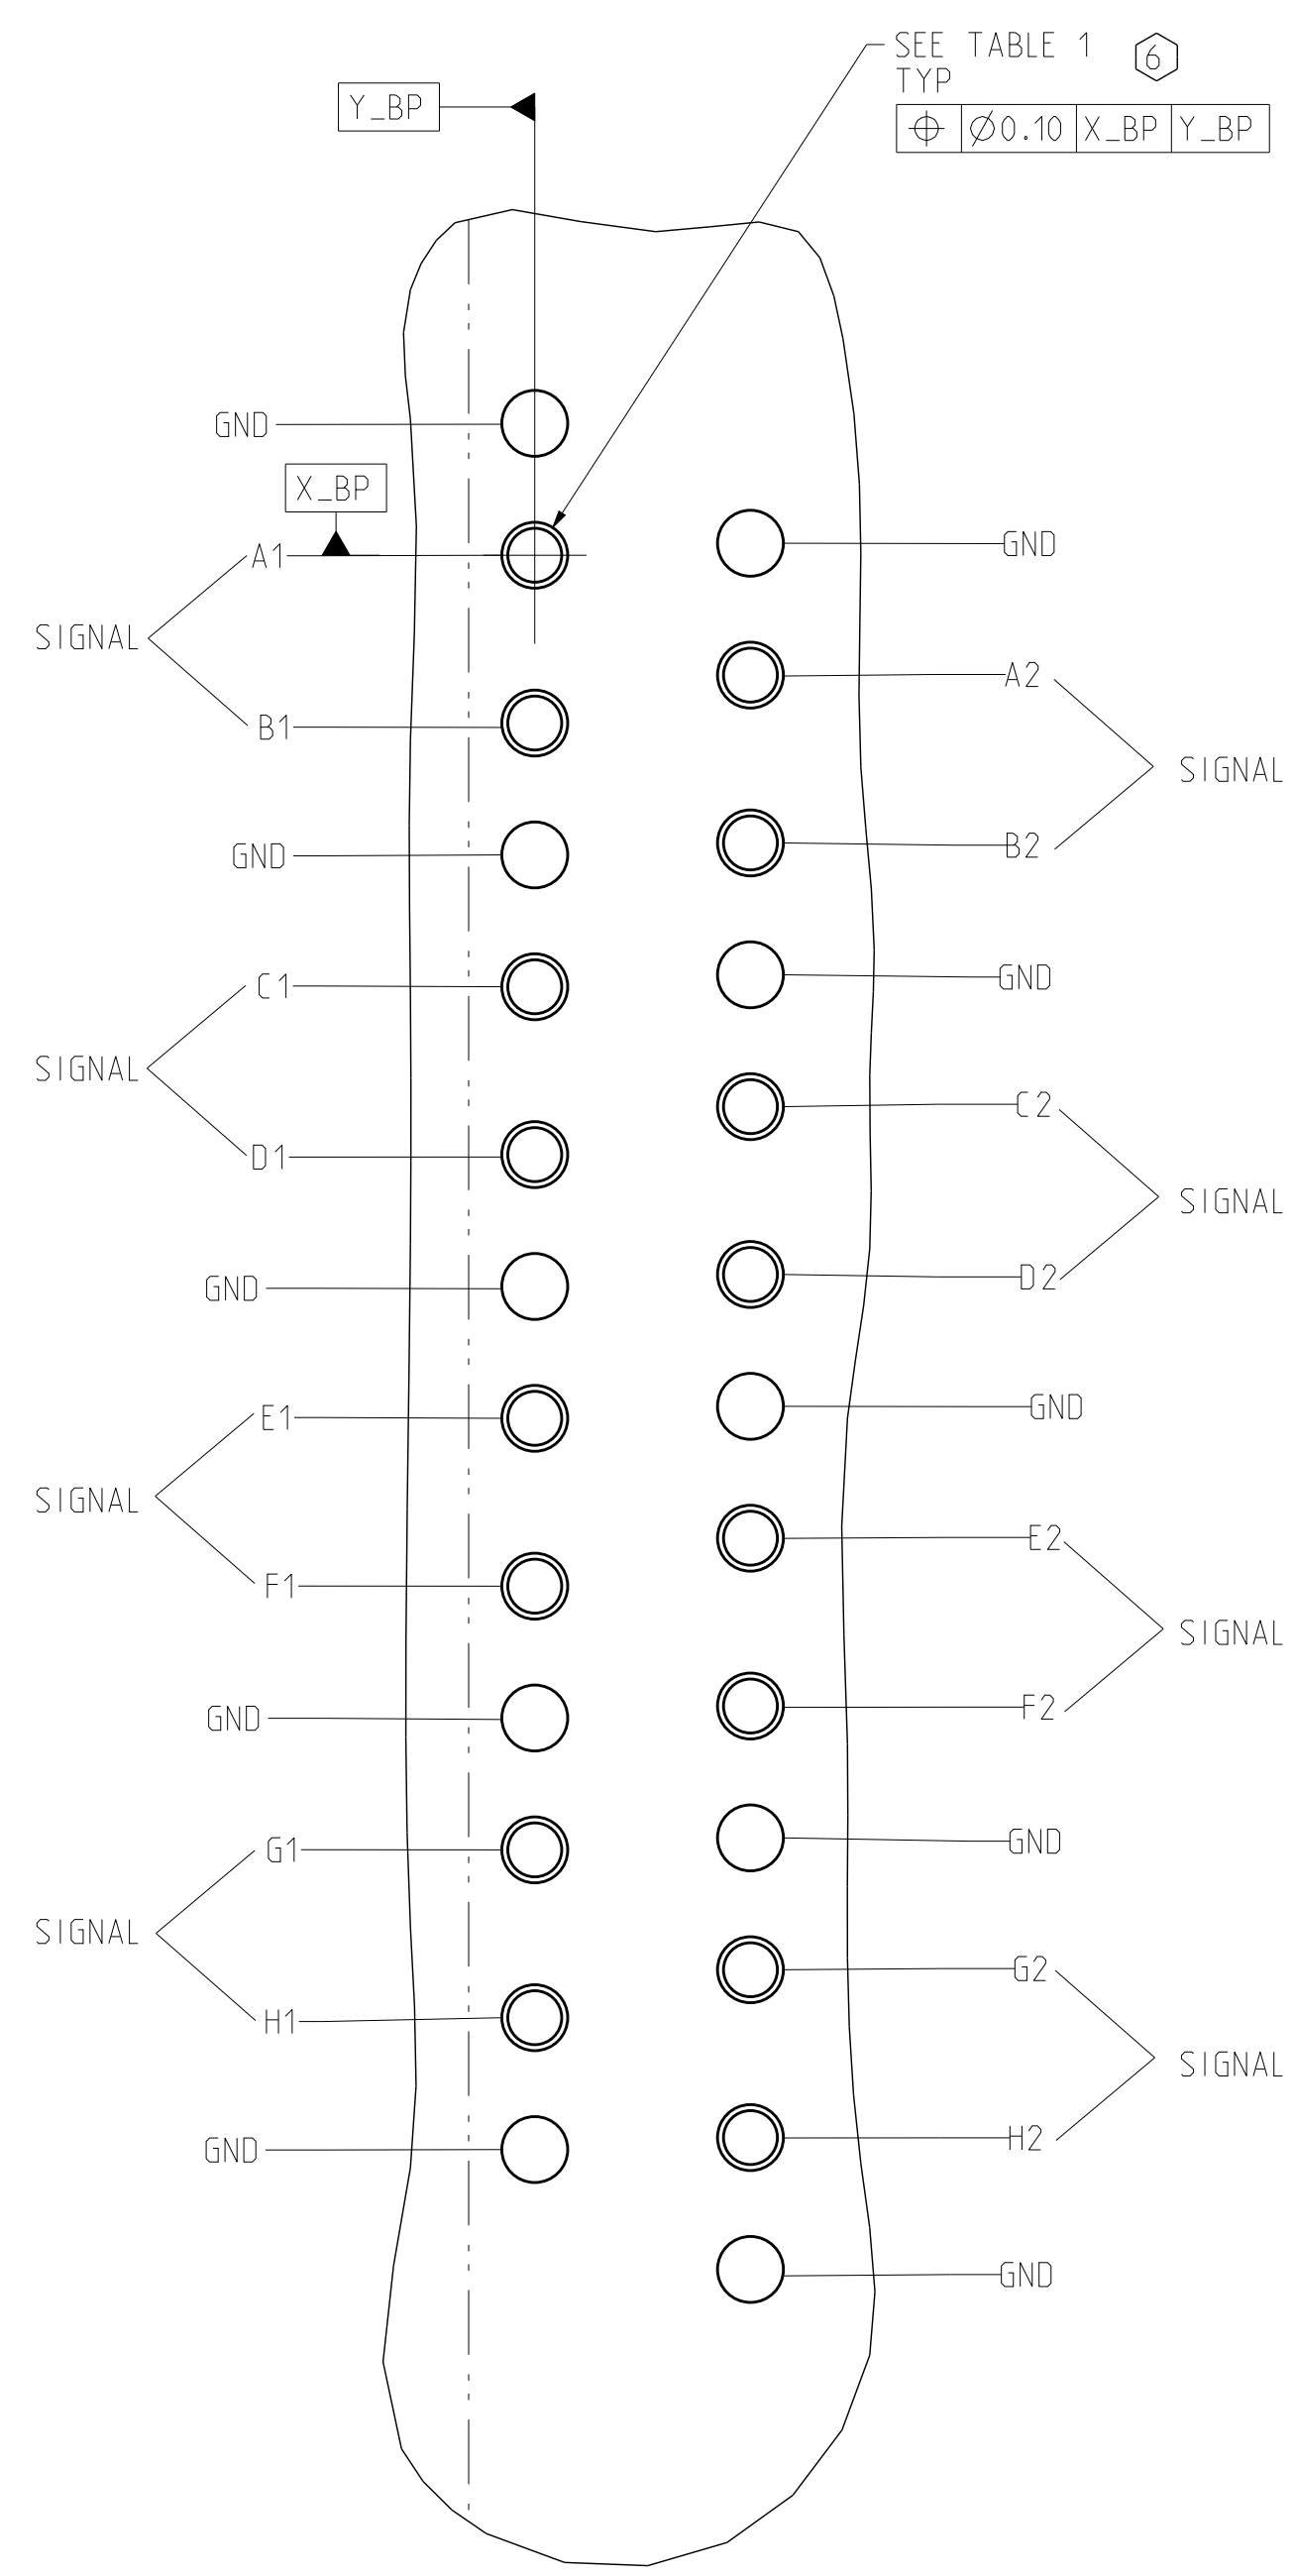 SEE TABLE 1 6
TYP
⌖ Ø0.10 X_BP Y_BP
Y_BP
GND
X_BP
A1
GND
SIGNAL
A2
B1
SIGNAL
B2
GND
GND
C1
SIGNAL
C2
D1
SIGNAL
D2
GND
GND
E1
SIGNAL
E2
F1
SIGNAL
F2
GND
GND
G1
SIGNAL
G2
H1
SIGNAL
H2
GND
GND